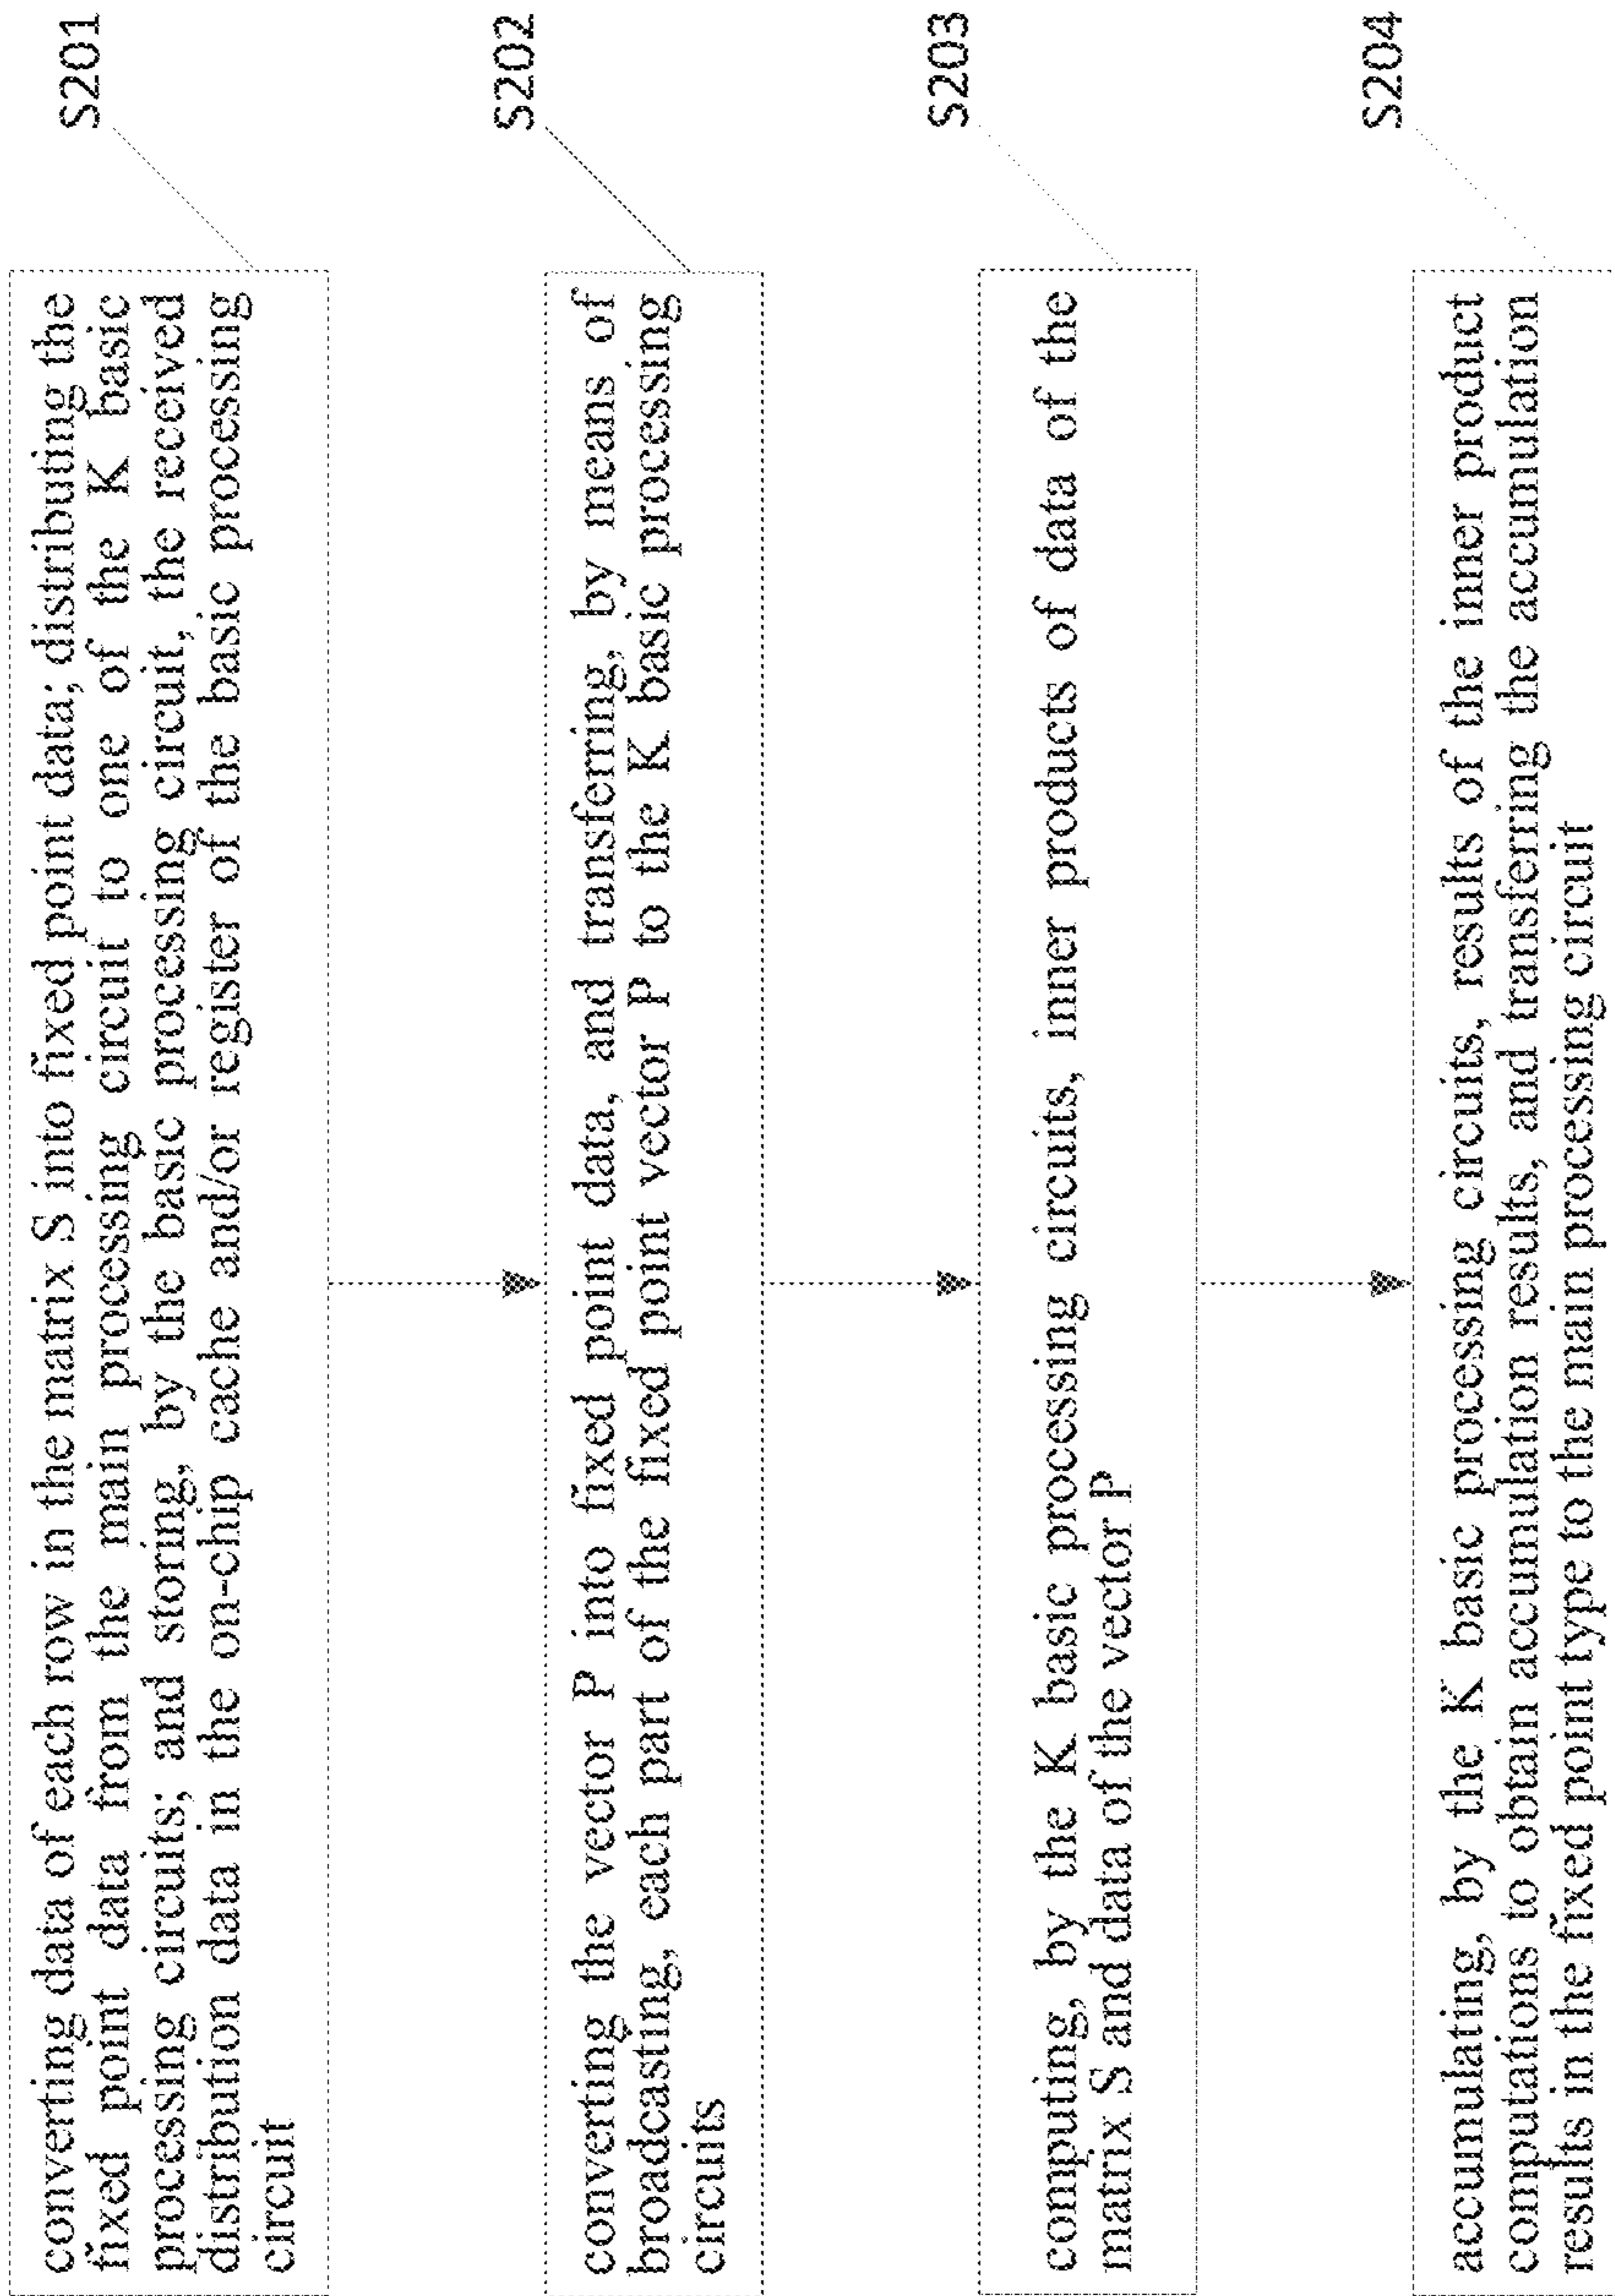 converting data of each row in the matrix S into fixed point data; distributing the
fixed point data from the main processing circuit to one of the K basic
processing circuits; and storing, by the basic processing circuit, the received
distribution data in the on-chip cache and/or register of the basic processing
circuit
S201
converting the vector P into fixed point data, and transferring, by means of
broadcasting, each part of the fixed point vector P to the K basic processing
circuits
S202
computing, by the K basic processing circuits, inner products of data of the
matrix S and data of the vector P
S203
accumulating, by the K basic processing circuits, results of the inner product
computations to obtain accumulation results, and transferring the accumulation
results in the fixed point type to the main processing circuit
S204